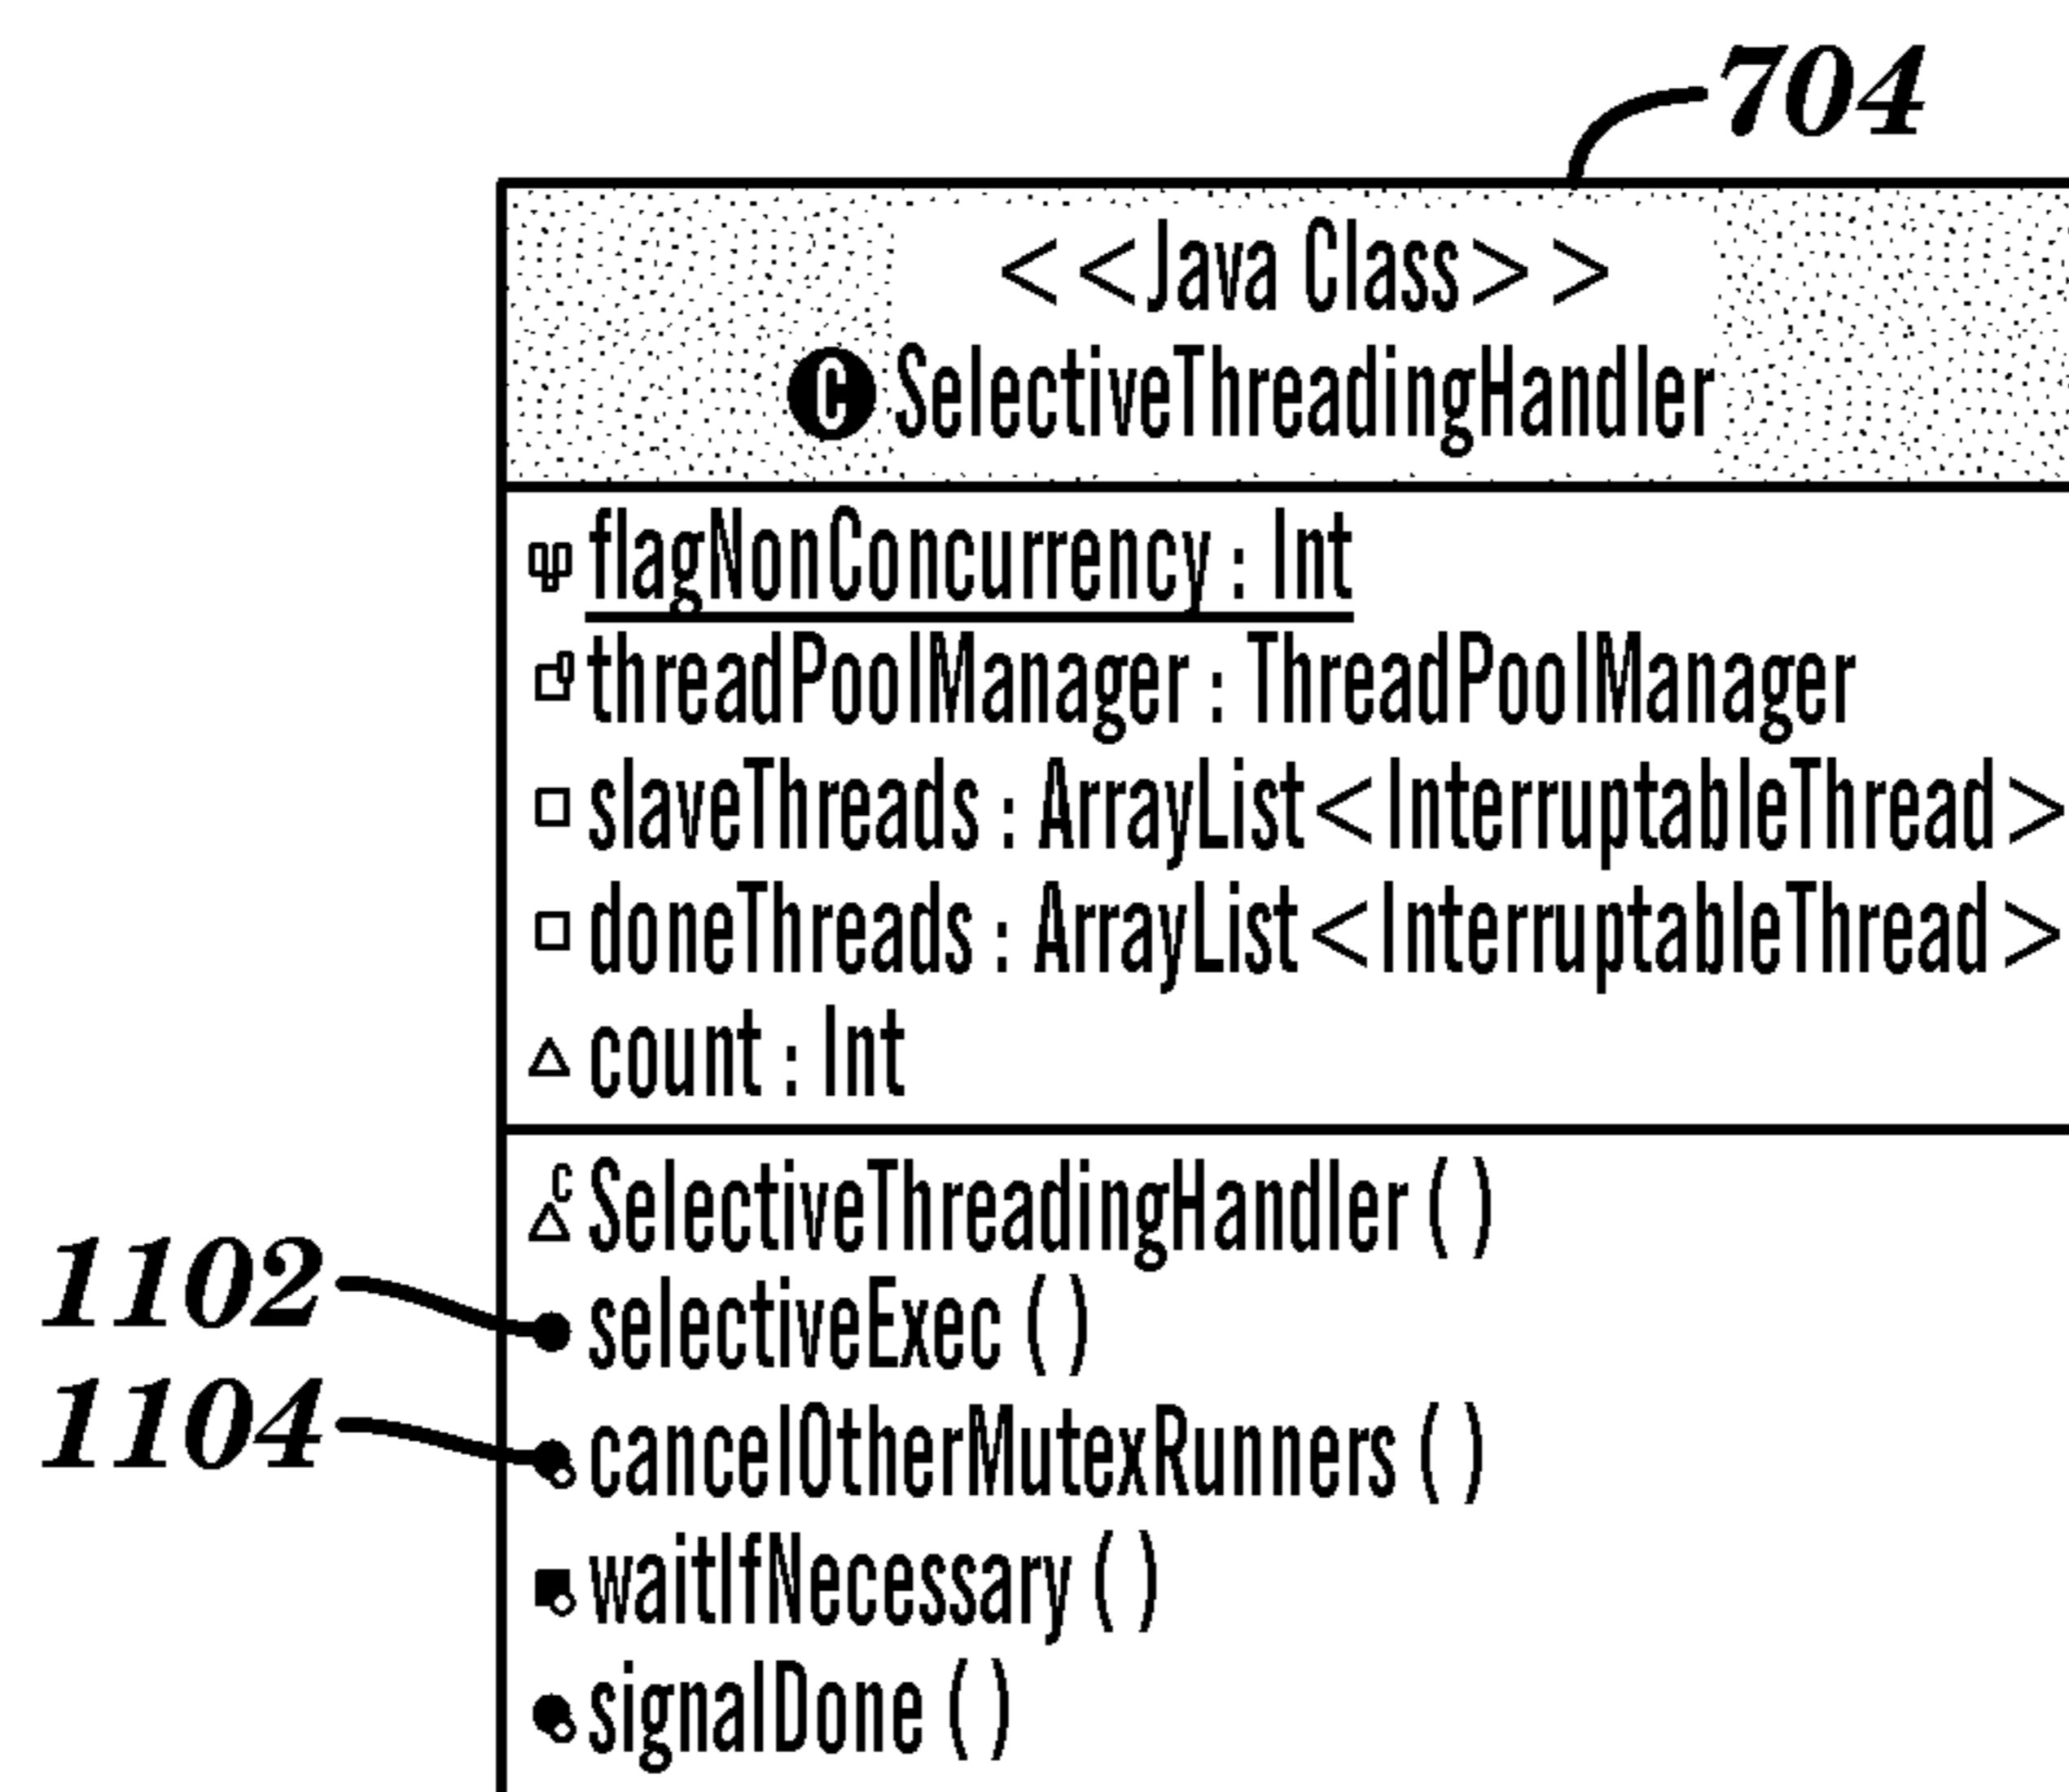 704
<<Java Class>>
C SelectiveThreadingHandler
flagNonConcurrency : Int
threadPoolManager : ThreadPoolManager
slaveThreads : ArrayList<InterruptableThread>
doneThreads : ArrayList<InterruptableThread>
count : Int
C SelectiveThreadingHandler ( )
1102 selectiveExec ( )
1104 cancelOtherMutexRunners ( )
waitIfNecessary ( )
signalDone ( )